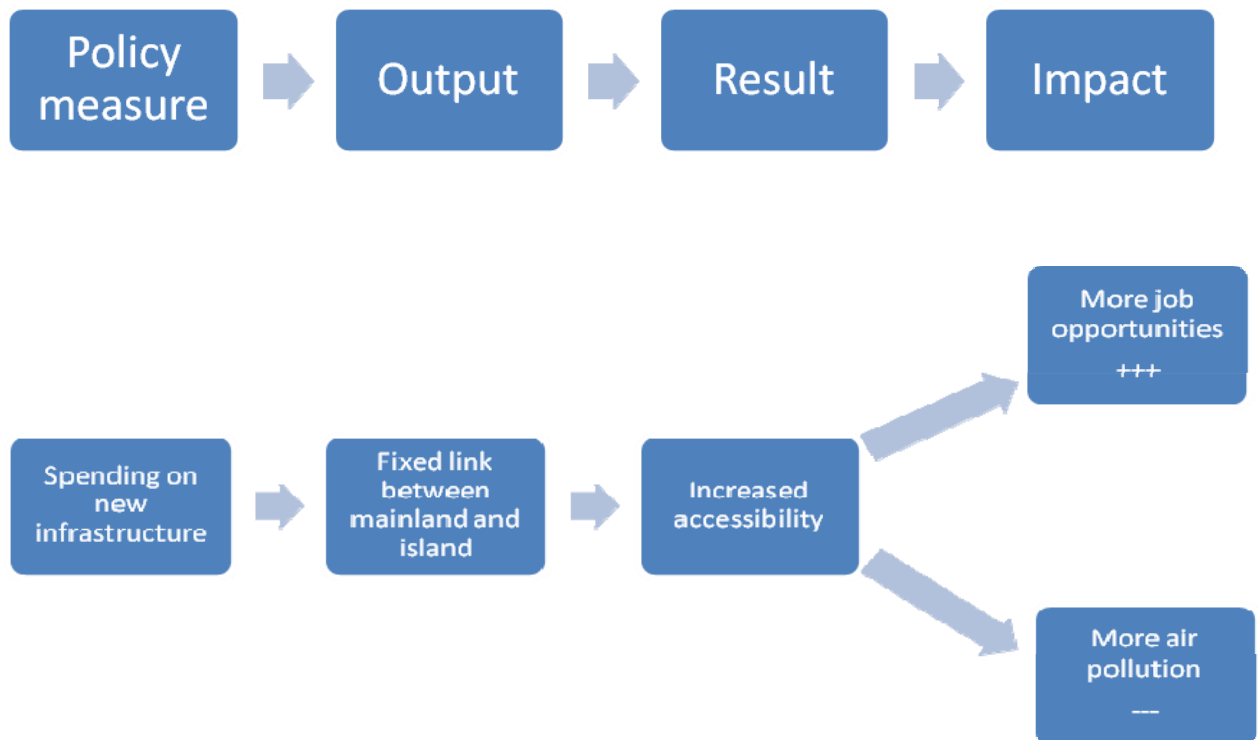 Policy
measure
Output
Result
Impact
More job
opportunities
+++
Spending on
new
infrastructure
Fixed link
between
mainland and
island
Increased
accessibility
More air
pollution
---